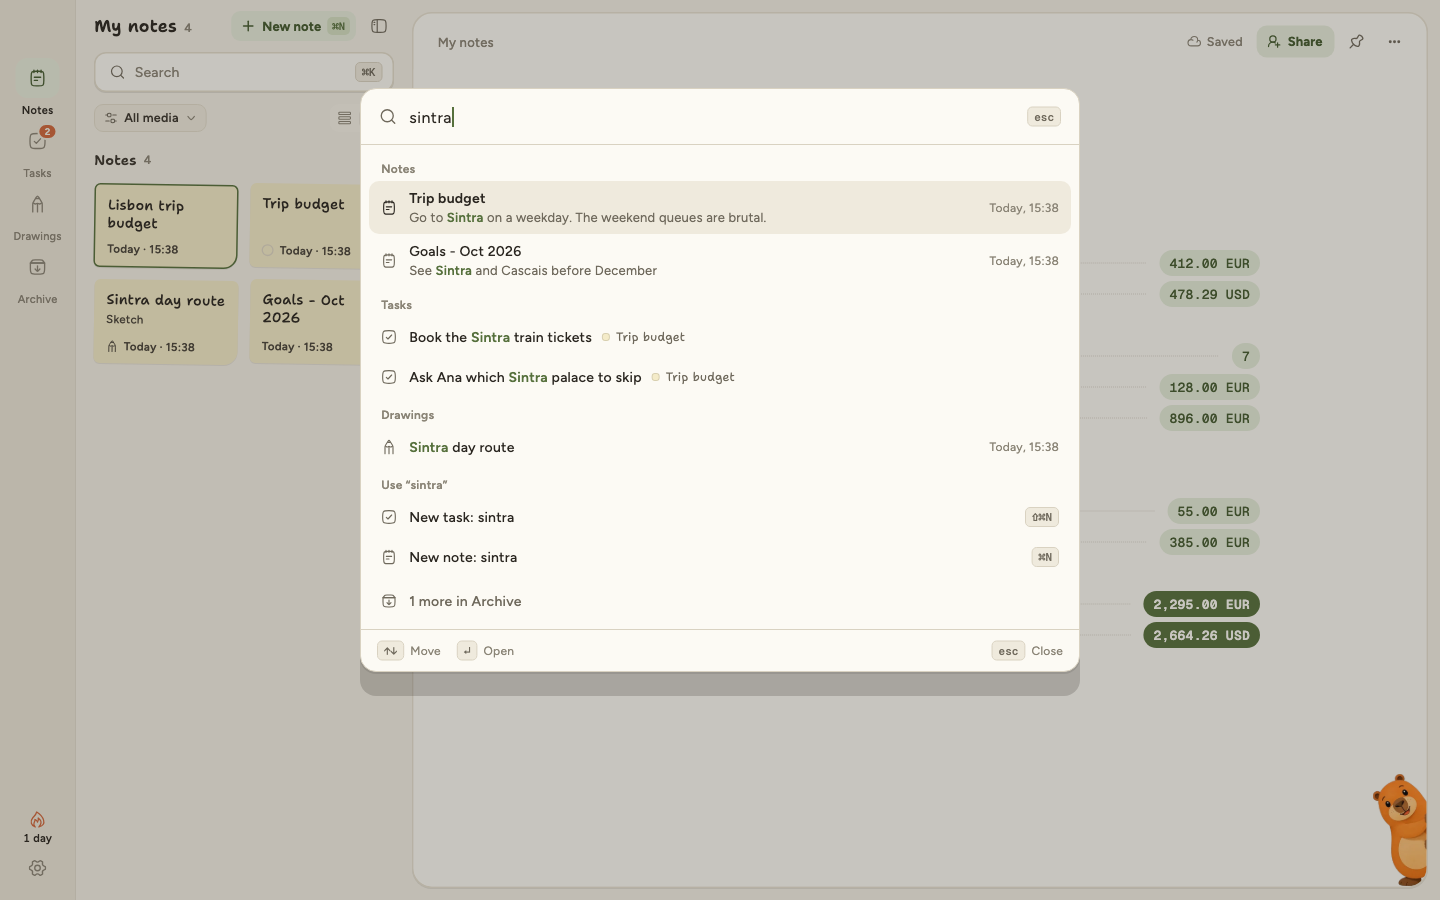 My notes 4
New note ⌘N
Search ⌘K
All media
Notes 4
Lisbon trip budget
Today · 15:38
Trip budget
Today · 15:38
Sintra day route
Sketch
Today · 15:38
Goals - Oct 2026
Today · 15:38
Notes
2
Tasks
Drawings
Archive
1 day
My notes
Saved
Share
412.00 EUR
478.29 USD
7
128.00 EUR
896.00 EUR
55.00 EUR
385.00 EUR
2,295.00 EUR
2,664.26 USD
sintra esc
Notes
Trip budget
Go to Sintra on a weekday. The weekend queues are brutal.
Today, 15:38
Goals - Oct 2026
See Sintra and Cascais before December
Today, 15:38
Tasks
Book the Sintra train tickets Trip budget
Ask Ana which Sintra palace to skip Trip budget
Drawings
Sintra day route Today, 15:38
Use “sintra”
New task: sintra ⇧⌘N
New note: sintra ⌘N
1 more in Archive
↑↓ Move ↵ Open esc Close